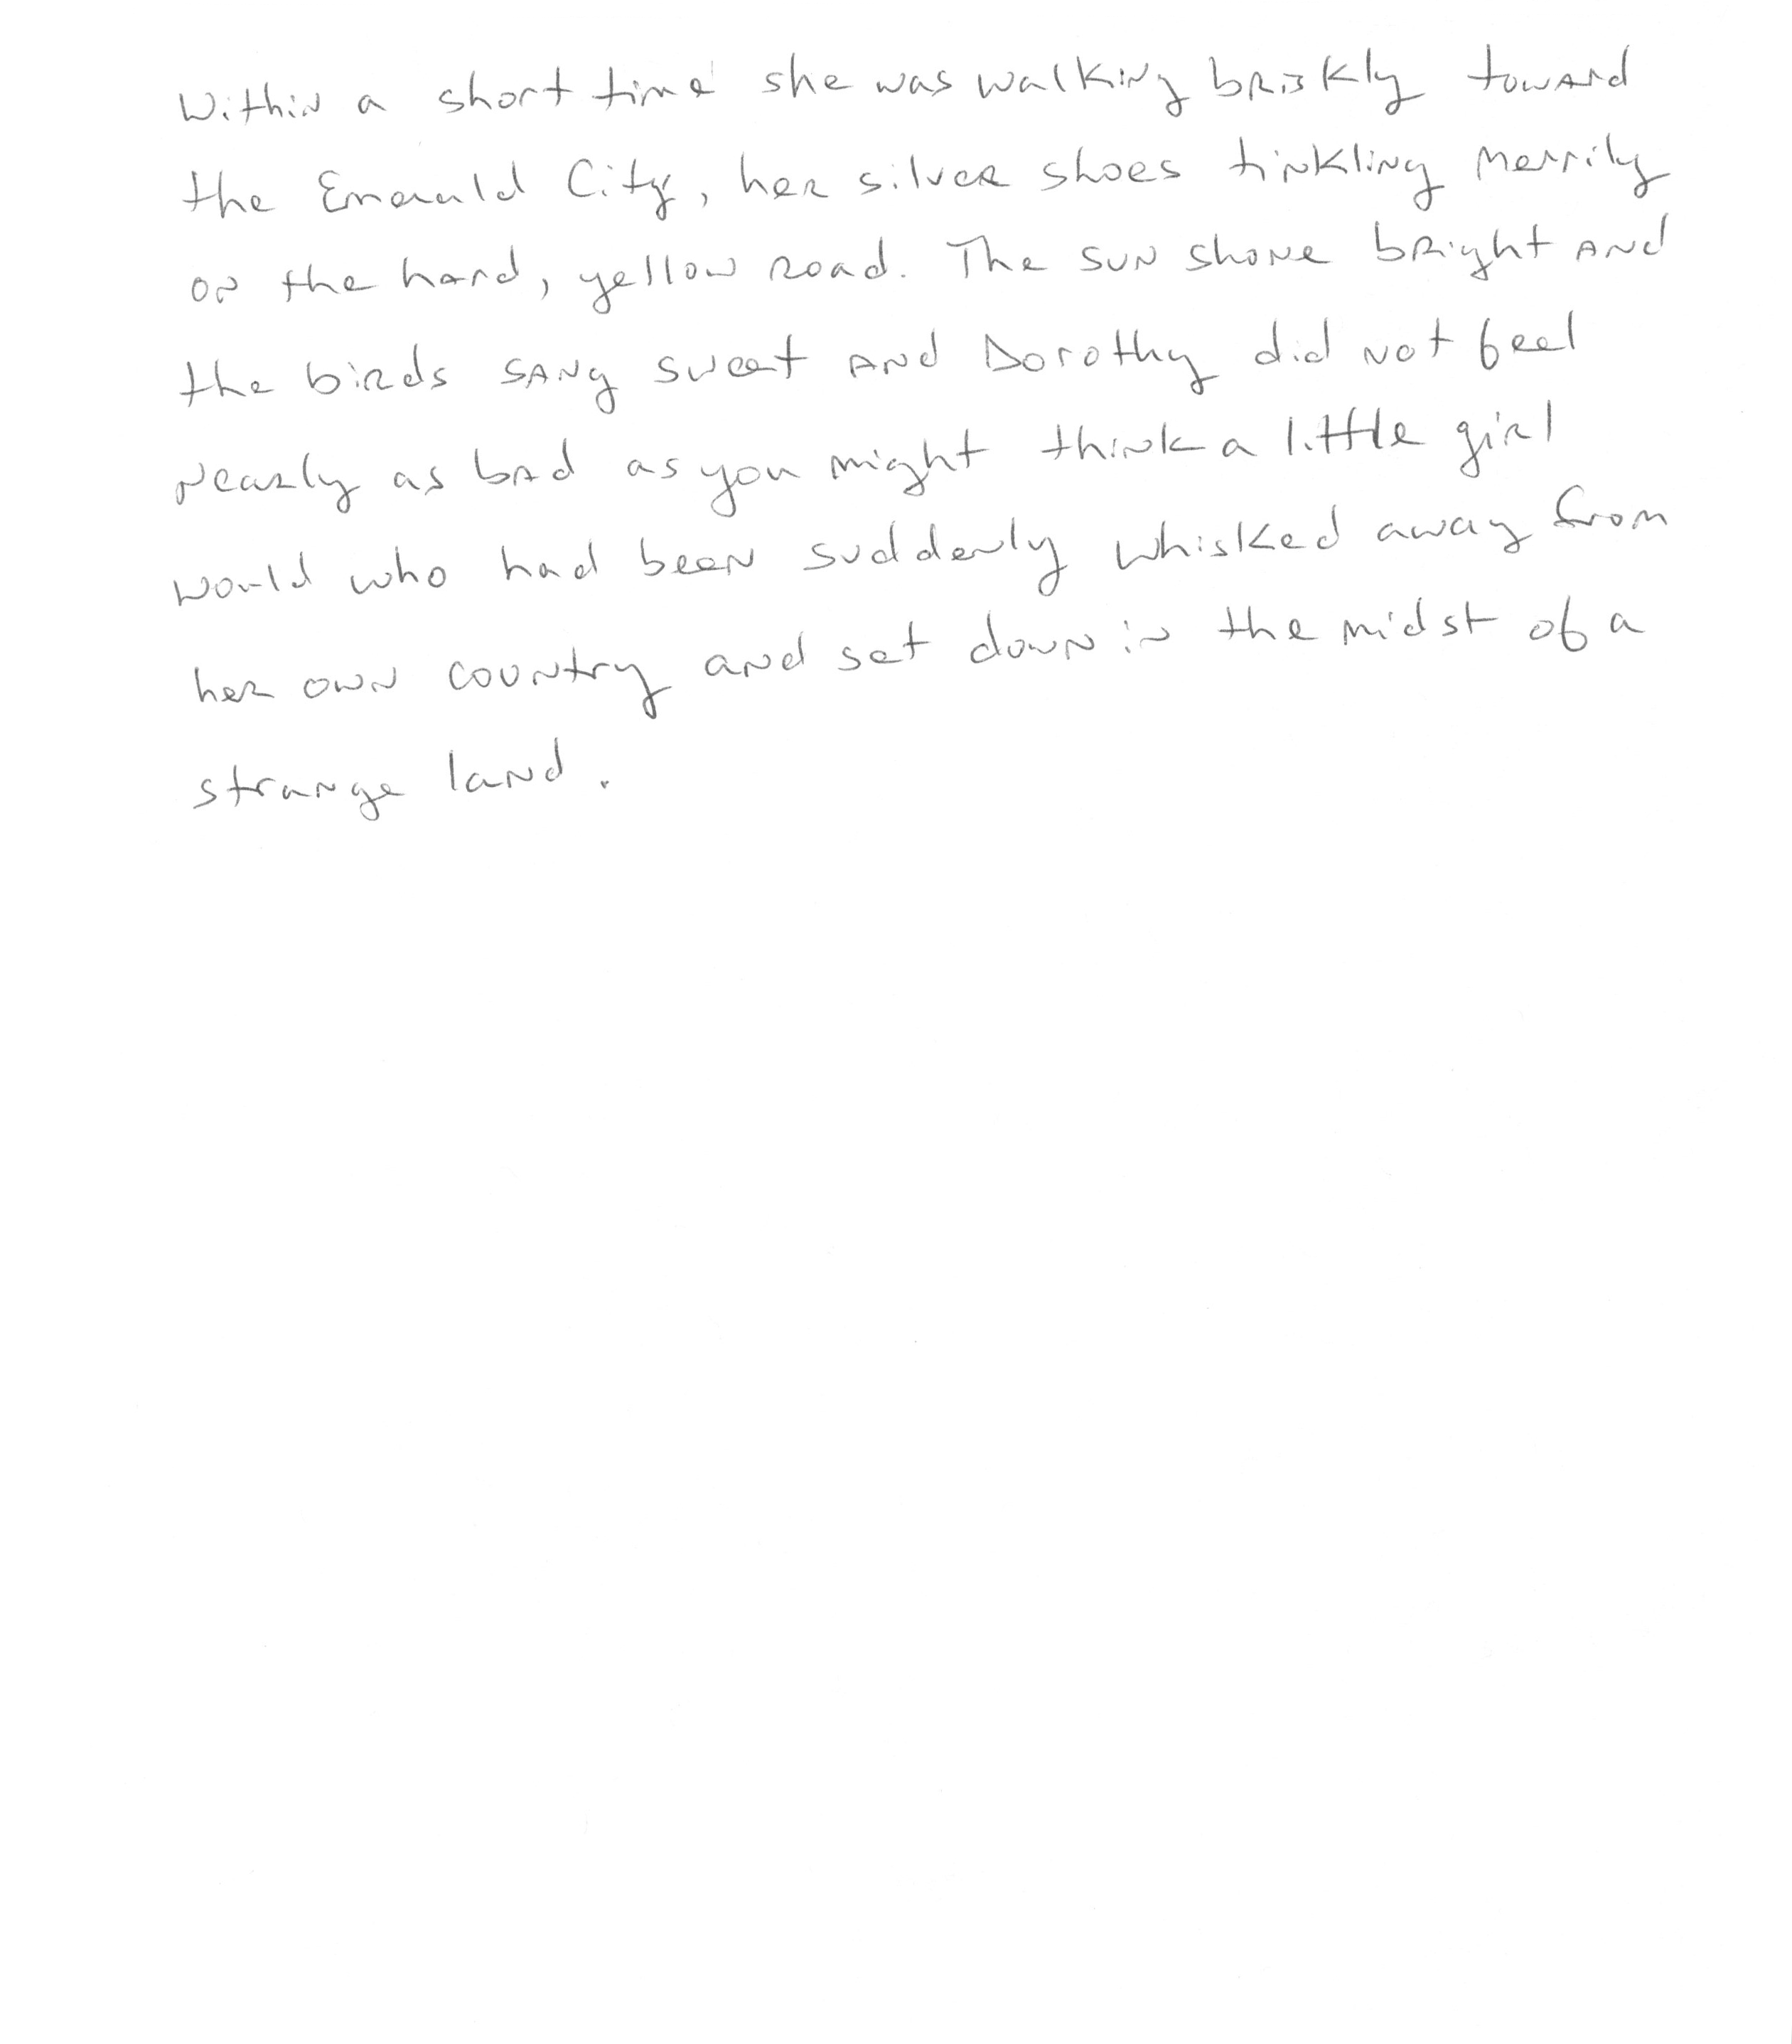 Within a short time she was walking briskly toward
the Emerald City, her silver shoes tinkling merrily
on the hard, yellow road. The sun shone bright and
the birds sang sweet and Dorothy did not feel
nearly as bad as you might think a little girl
would who had been suddenly whisked away from
her own country and set down in the midst of a
strange land.